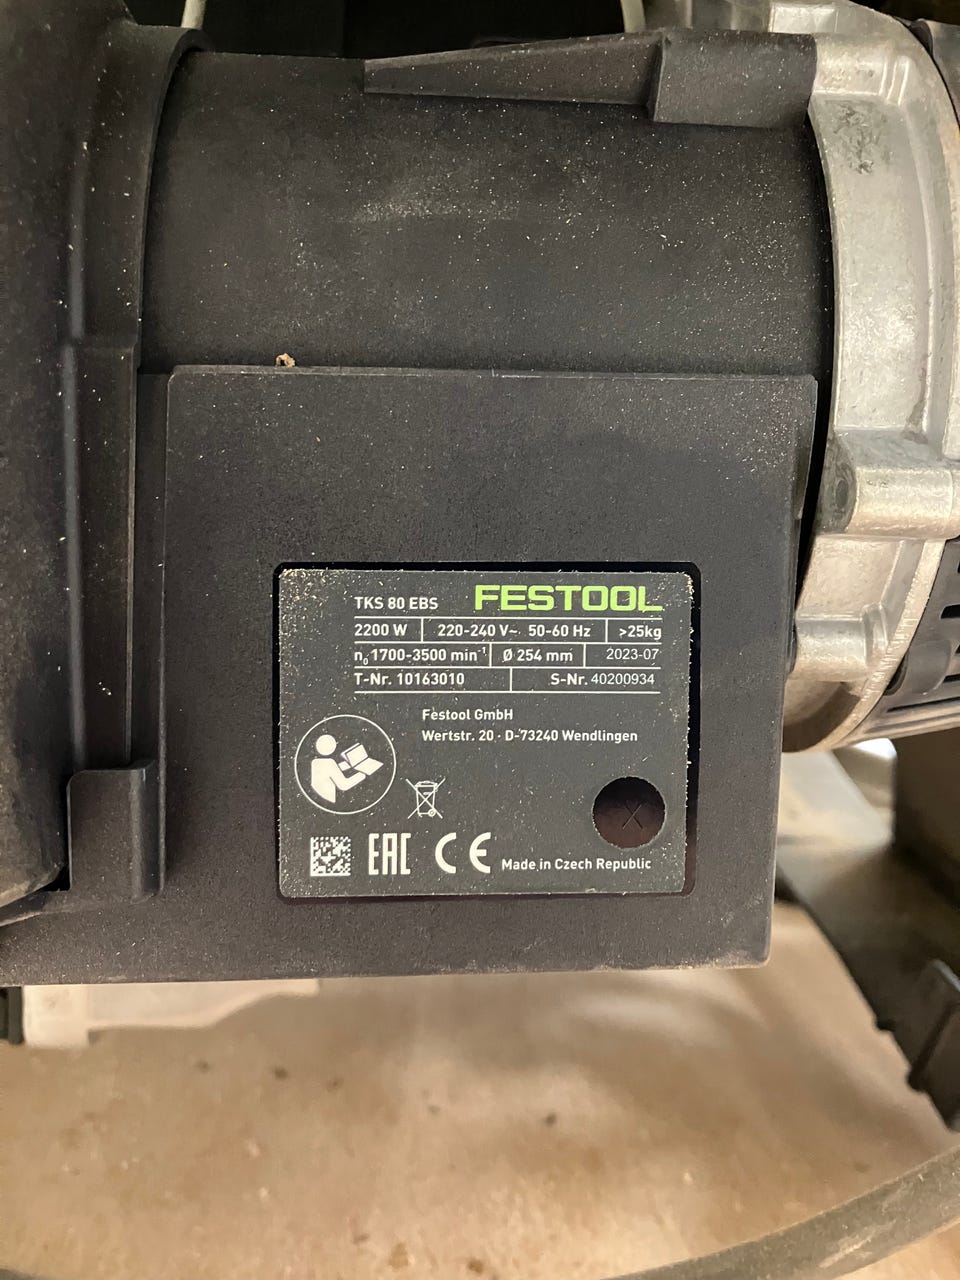 TKS 80 EBS FESTOOL
2200 W 220-240 V~ 50-60 Hz >25kg
n₀ 1700-3500 min⁻¹ Ø 254 mm 2023-07
T-Nr. 10163010 S-Nr. 40200934
Festool GmbH
Wertstr. 20 · D-73240 Wendlingen
X
EAC CE Made in Czech Republic